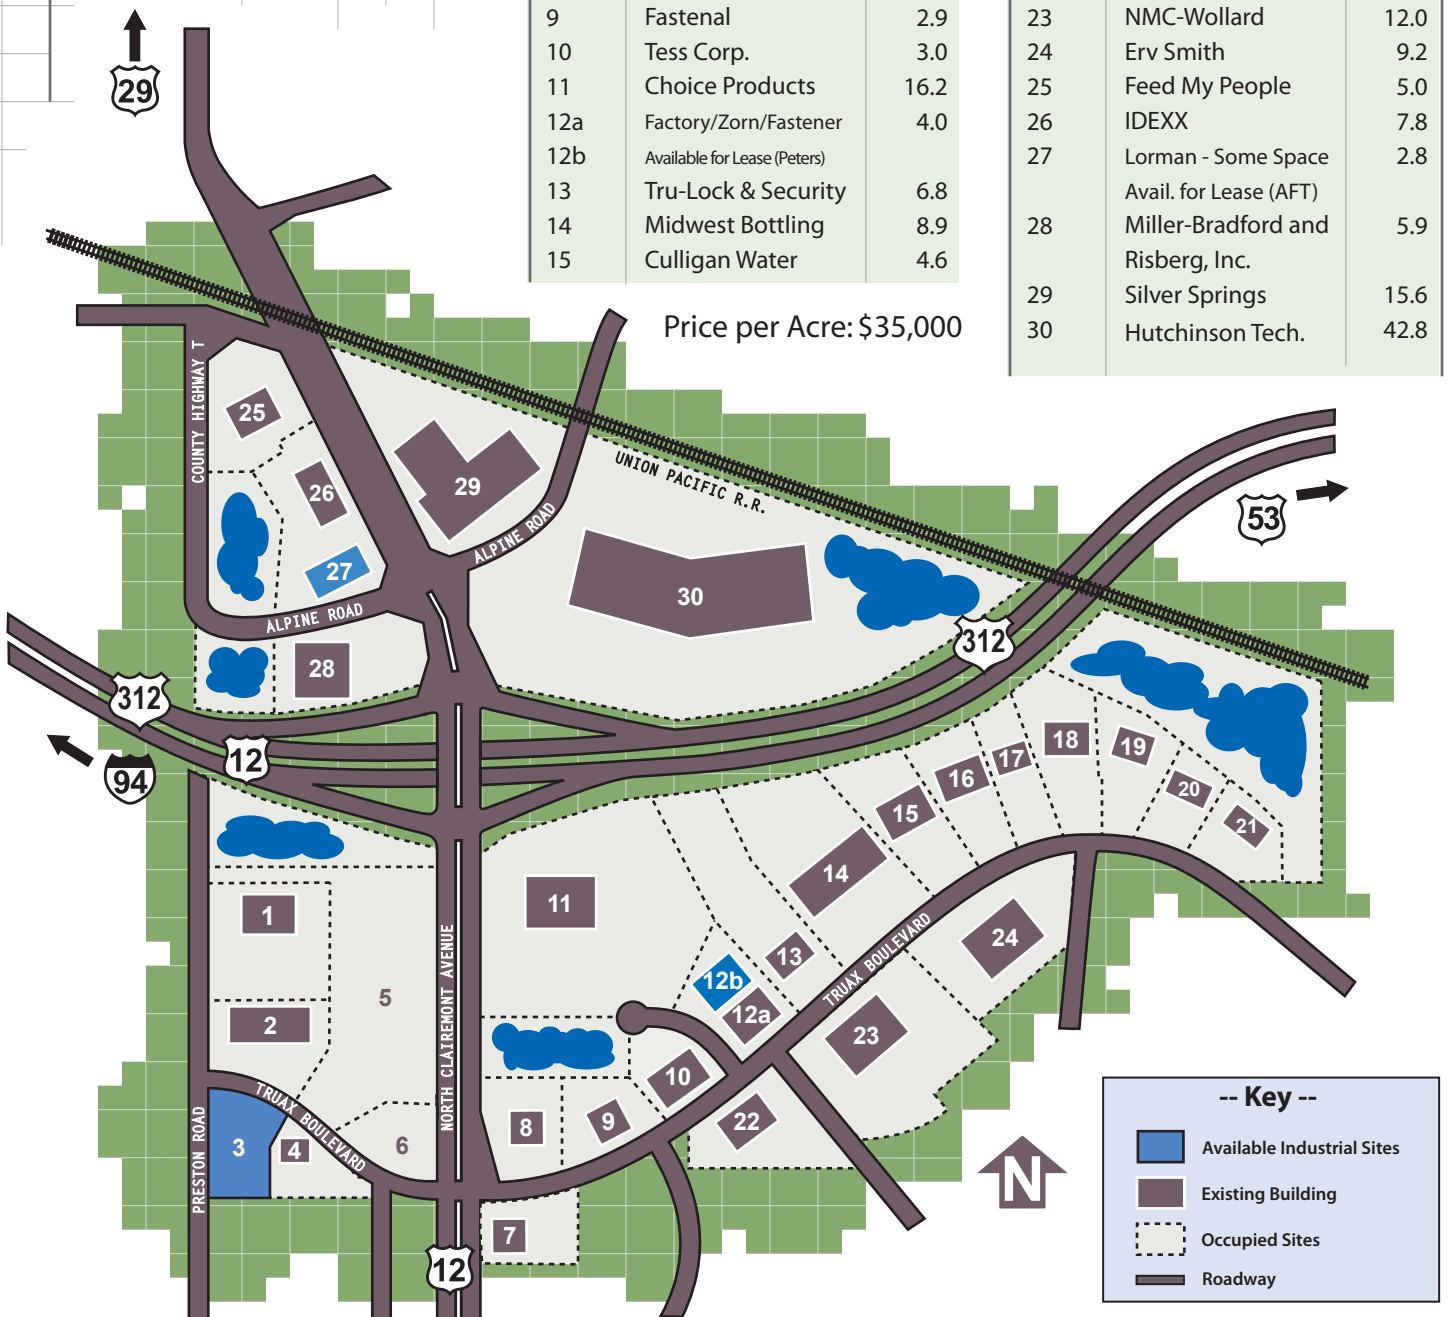 9 Fastenal 2.9
10 Tess Corp. 3.0
11 Choice Products 16.2
12a Factory/Zorn/Fastener 4.0
12b Available for Lease (Peters)
13 Tru-Lock & Security 6.8
14 Midwest Bottling 8.9
15 Culligan Water 4.6
23 NMC-Wollard 12.0
24 Erv Smith 9.2
25 Feed My People 5.0
26 IDEXX 7.8
27 Lorman - Some Space 2.8
Avail. for Lease (AFT)
28 Miller-Bradford and 5.9
Risberg, Inc.
29 Silver Springs 15.6
30 Hutchinson Tech. 42.8
Price per Acre: $35,000
29
COUNTY HIGHWAY T
25
26
27
29
ALPINE ROAD
UNION PACIFIC R.R.
53
30
ALPINE ROAD
28
312
312
12
94
18
19
17
16
20
15
21
14
1
11
24
5
13
12b
12a
2
TRUAX BOULEVARD
23
NORTH CLAIREMONT AVENUE
10
TRUAX BOULEVARD
8
9
22
PRESTON ROAD
3
4
6
7
12
N
-- Key --
Available Industrial Sites
Existing Building
Occupied Sites
Roadway